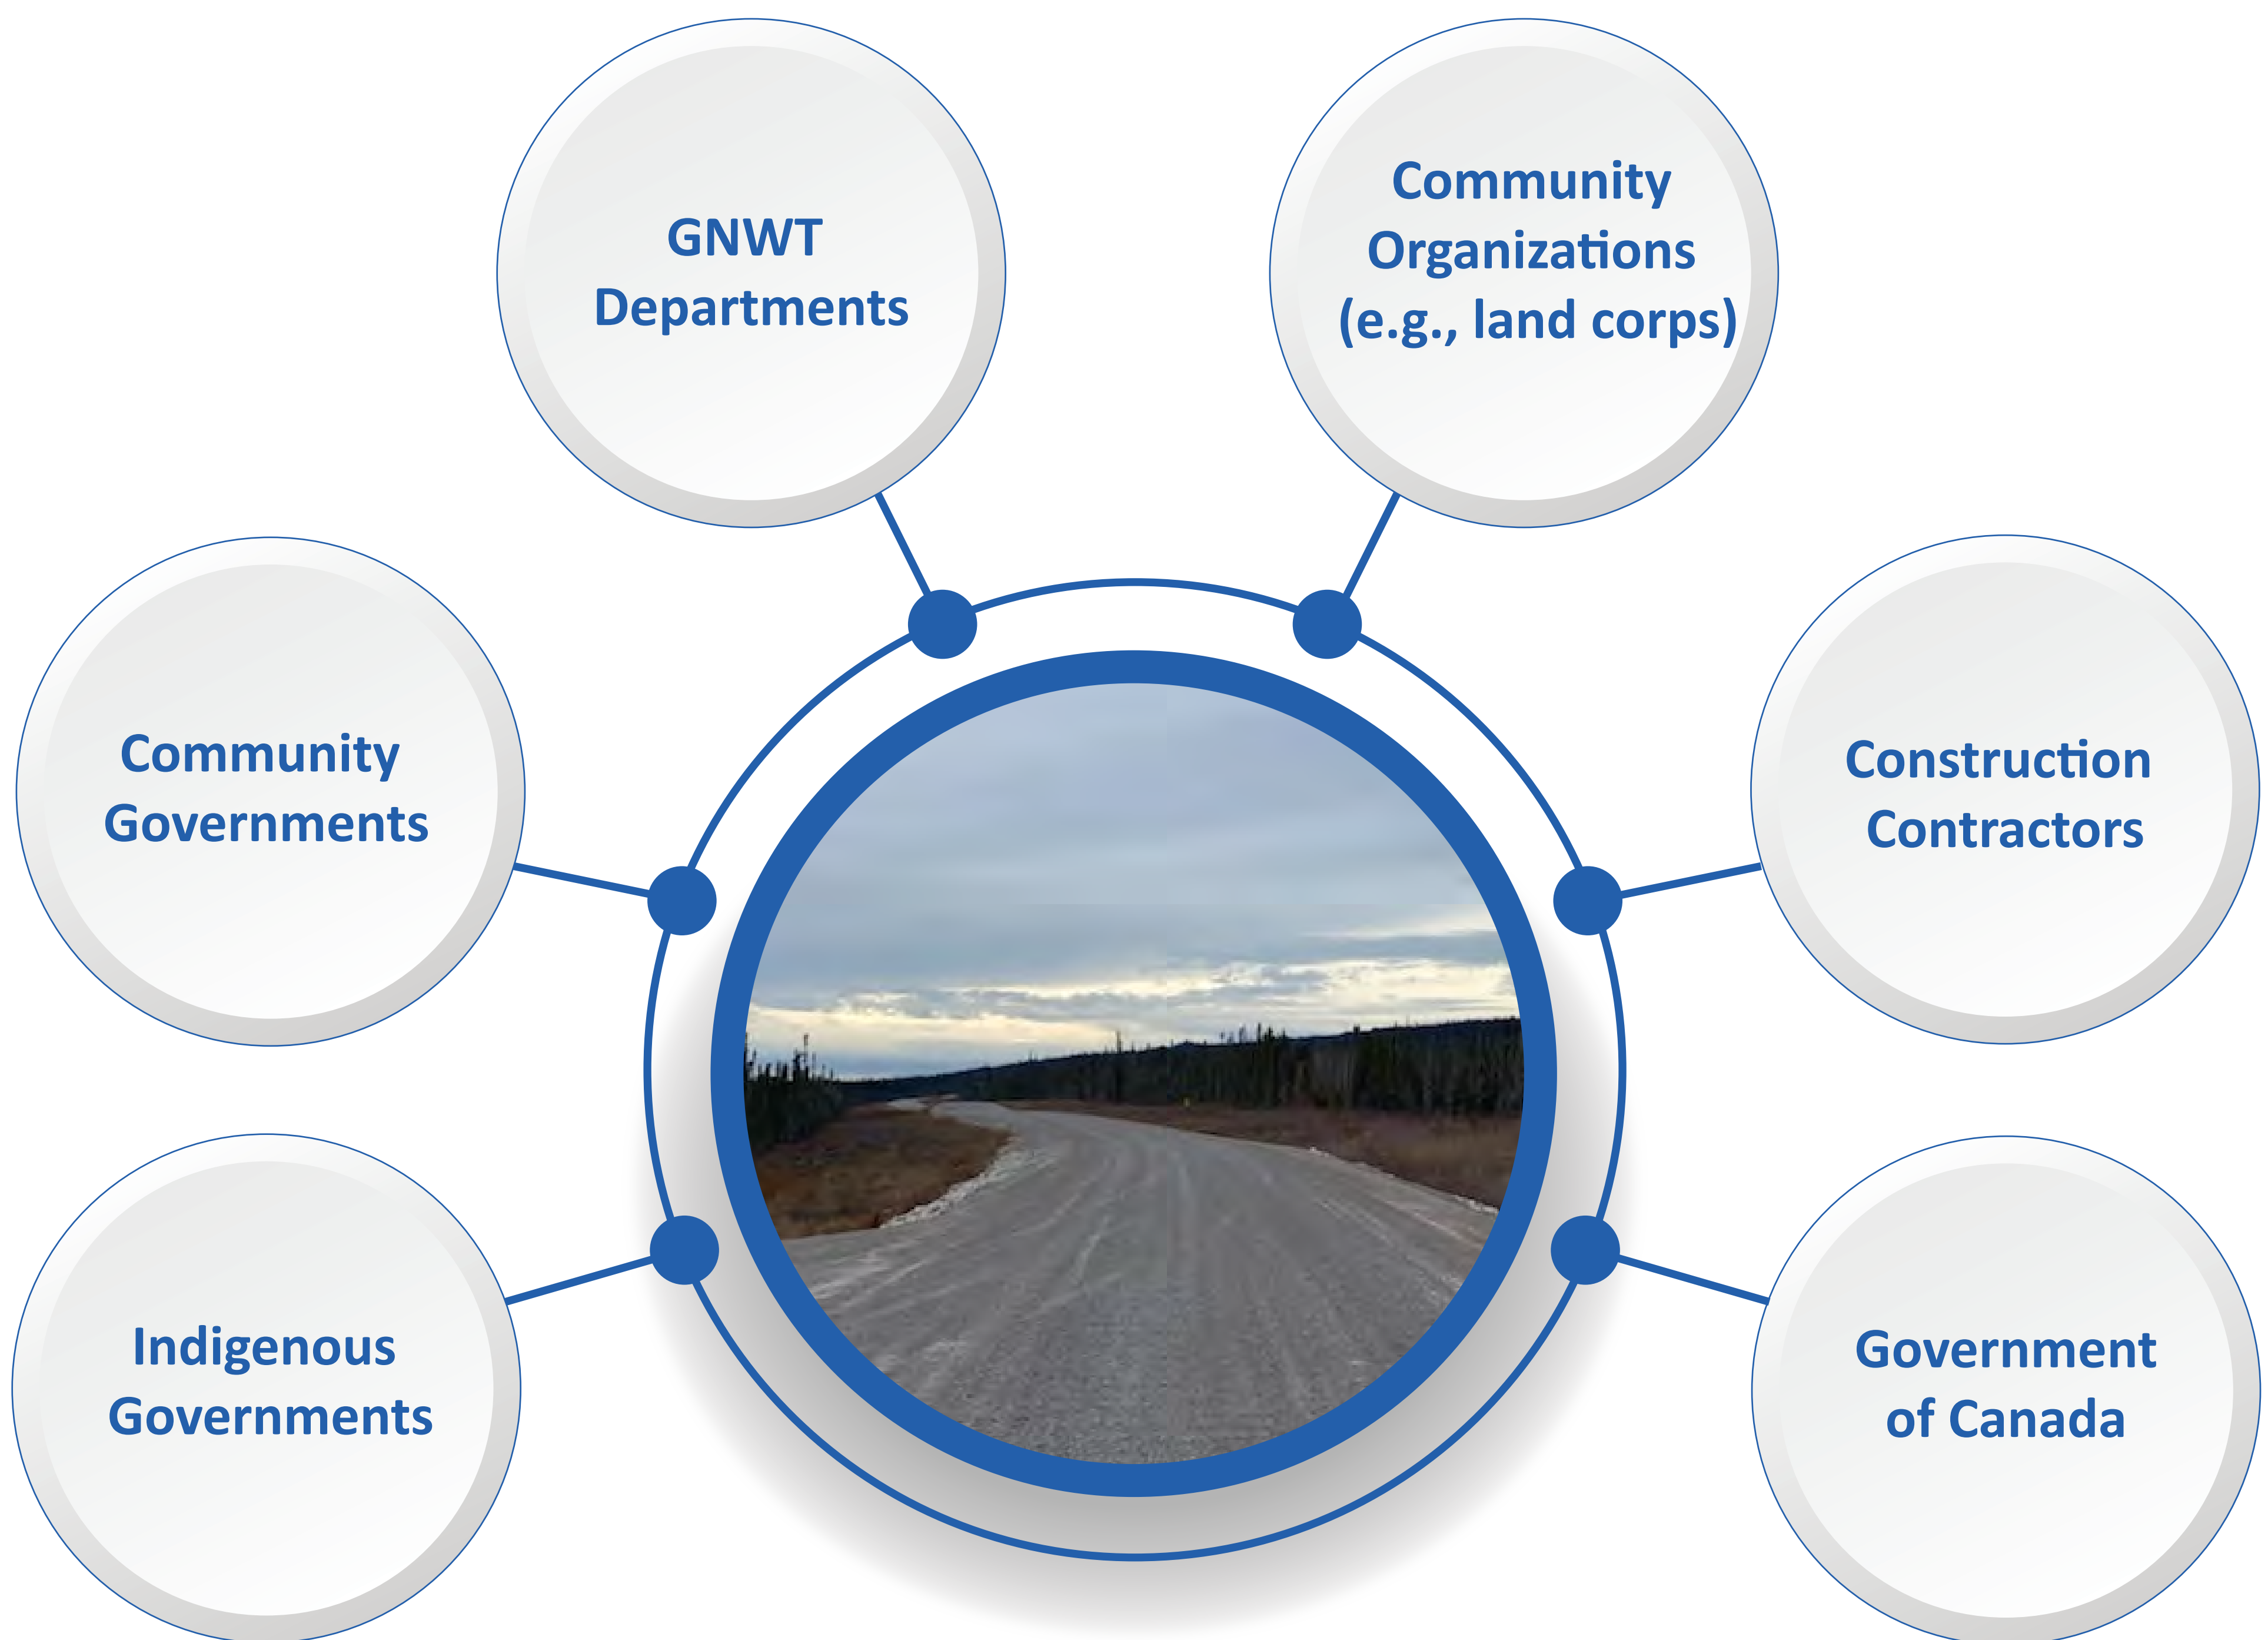 GNWT
Departments
Community
Organizations
(e.g., land corps)
Community
Governments
Construction
Contractors
Indigenous
Governments
Government
of Canada